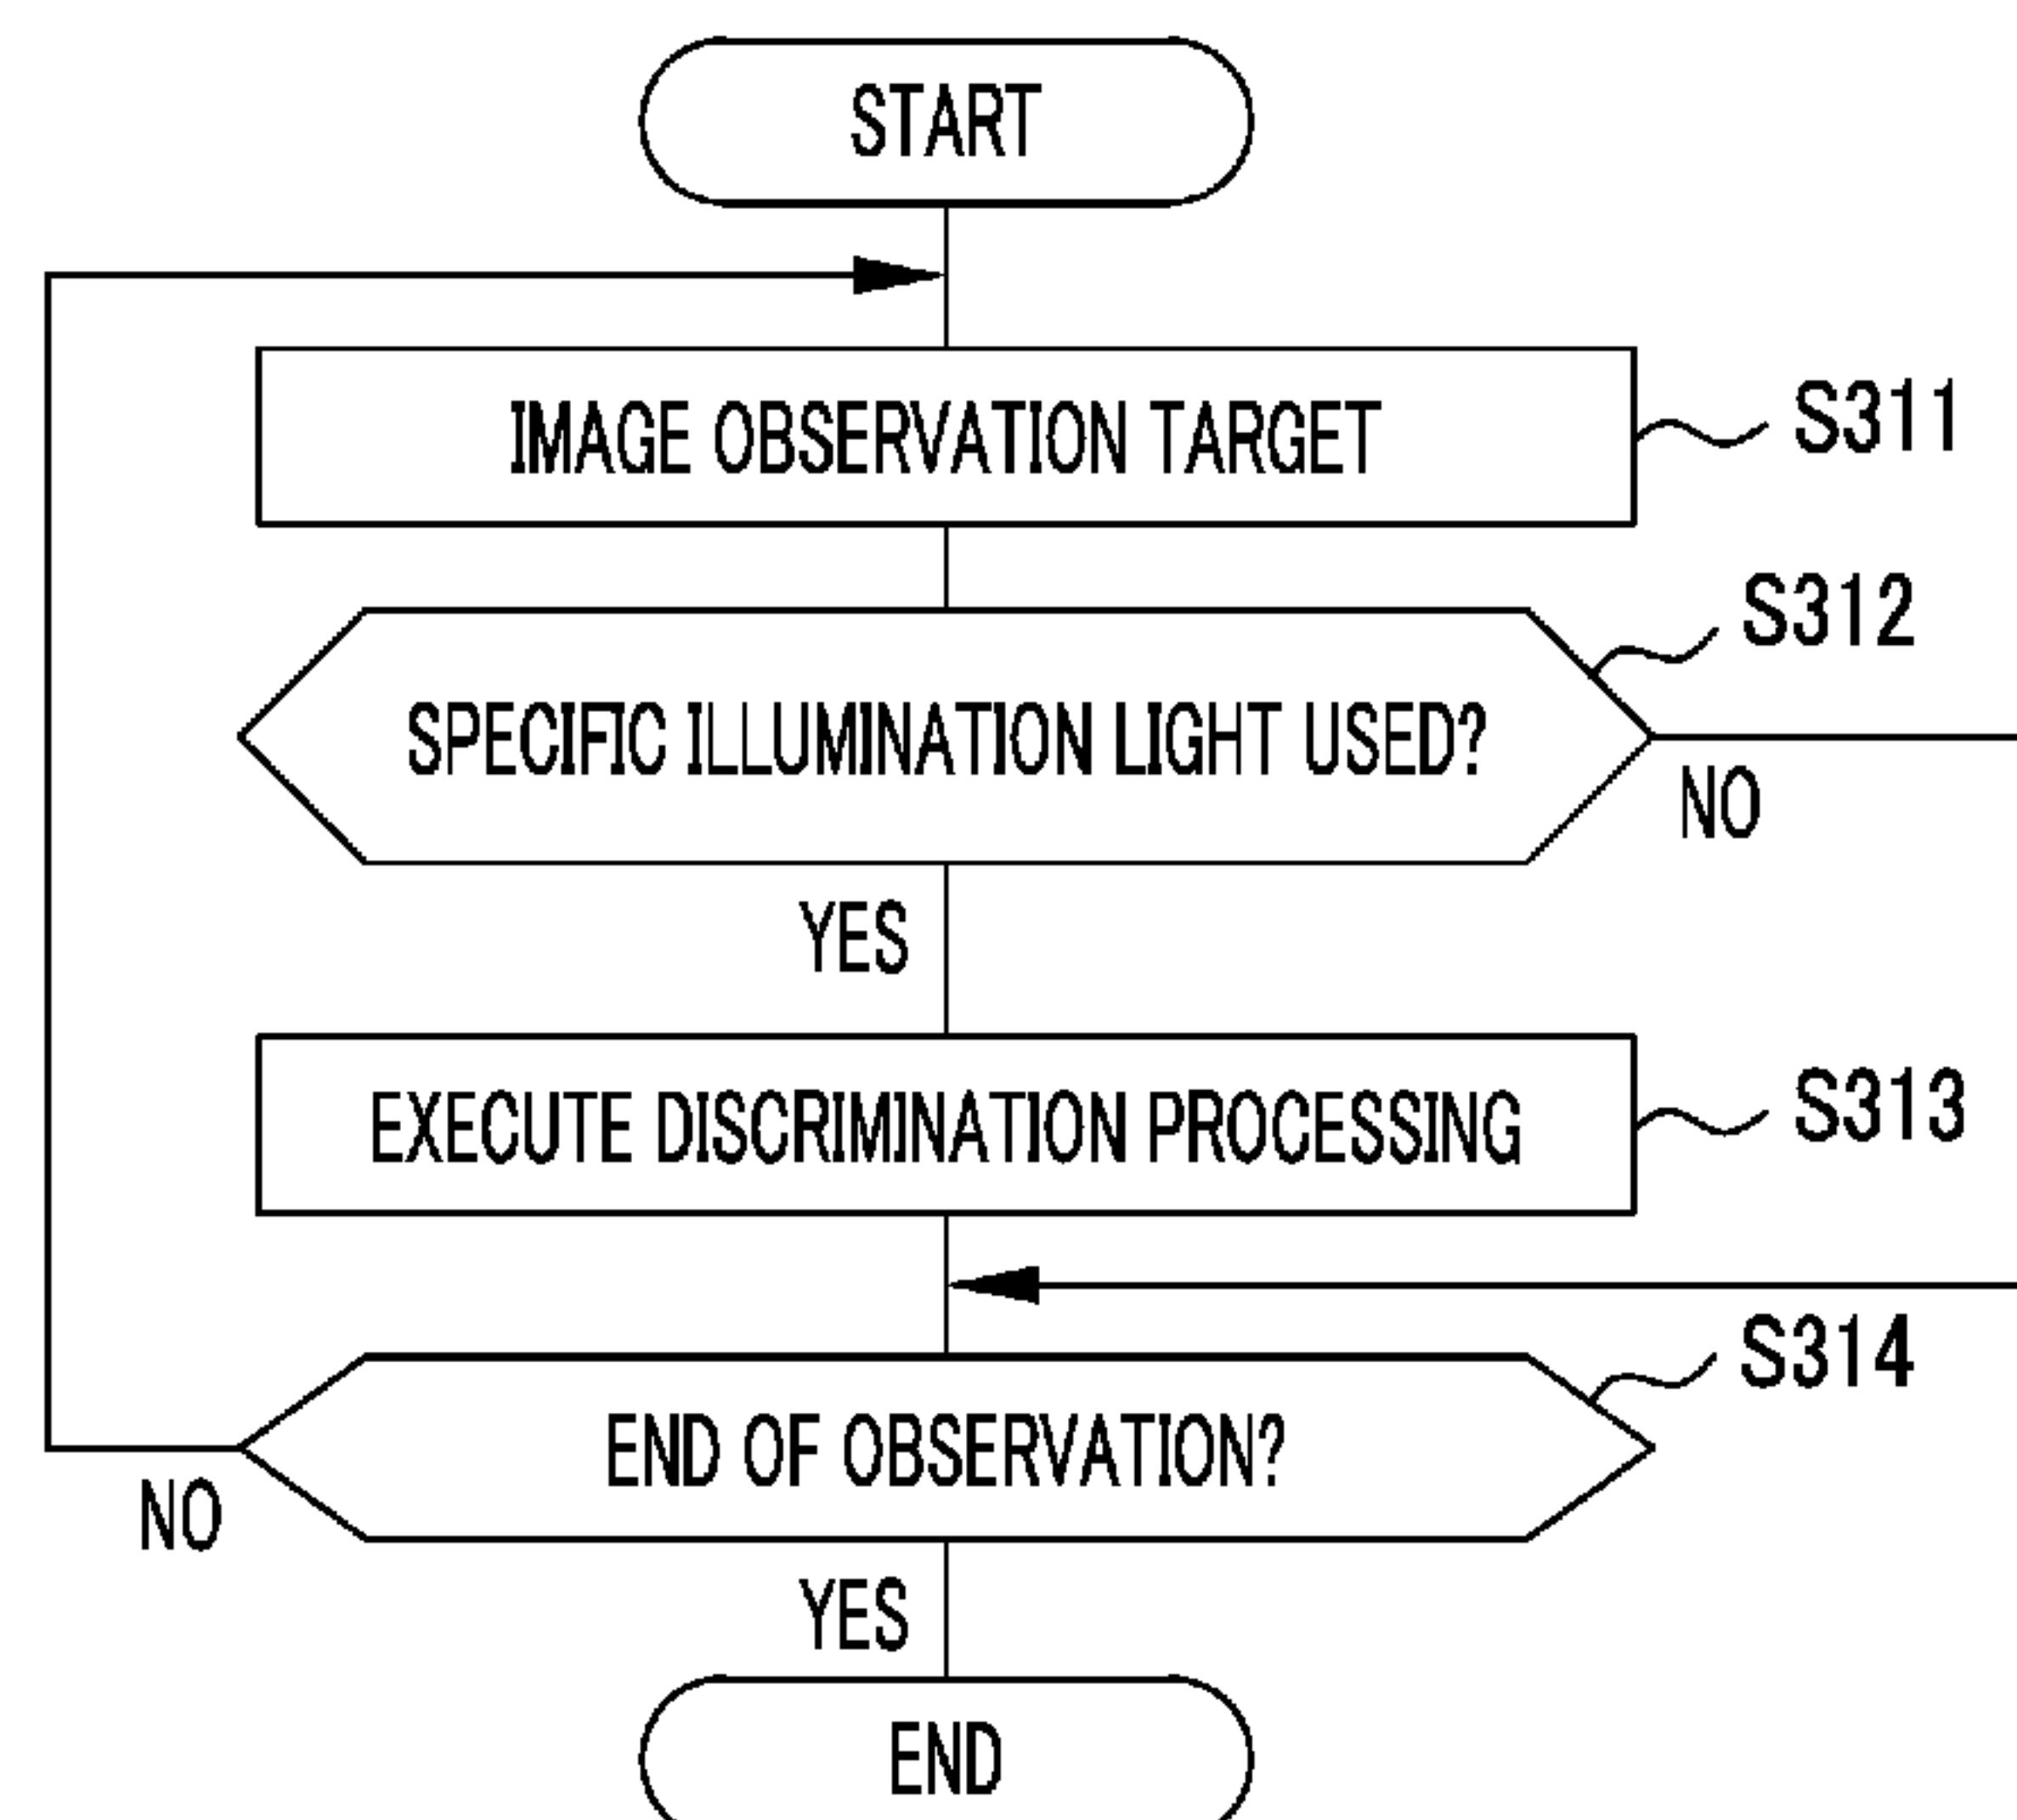 START
IMAGE OBSERVATION TARGET
S311
S312
SPECIFIC ILLUMINATION LIGHT USED?
NO
YES
EXECUTE DISCRIMINATION PROCESSING
S313
S314
END OF OBSERVATION?
NO
YES
END